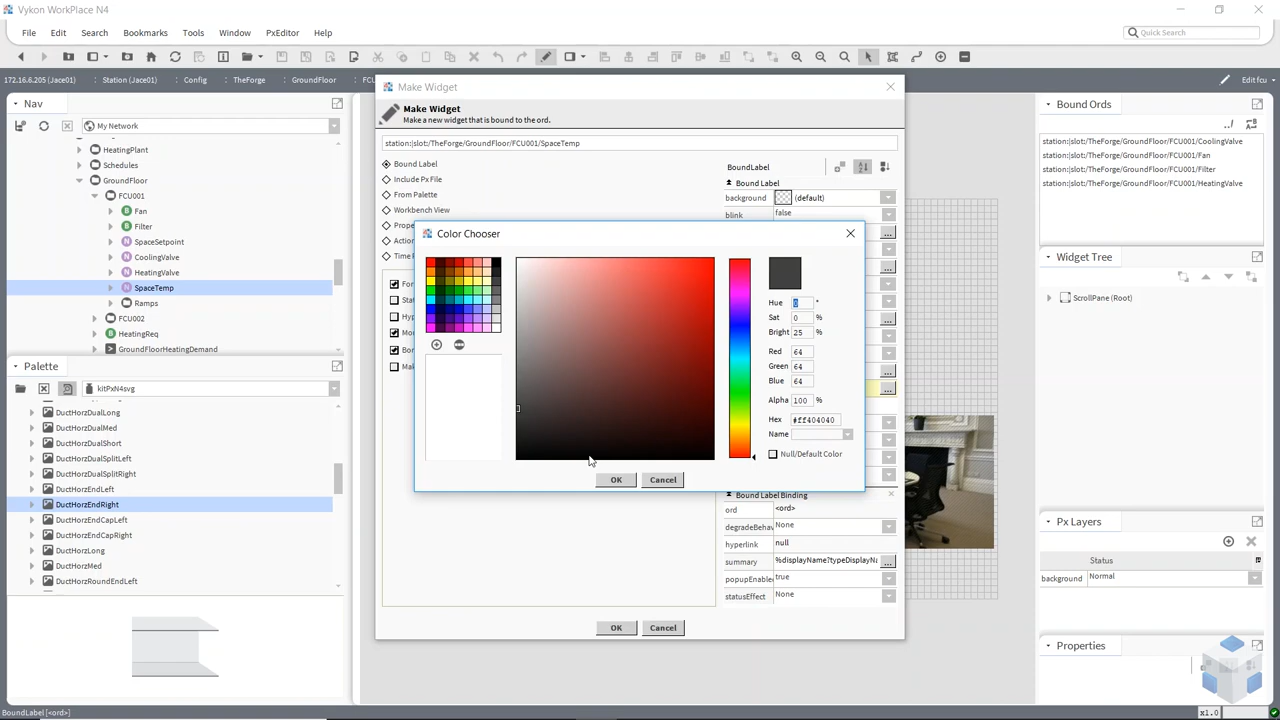 Vykon WorkPlace N4
File Edit Search Bookmarks Tools Window PxEditor Help
Quick Search
172.16.6.205 (Jace01) Station (Jace01) Config TheForge GroundFloor Edit fcu
Nav
My Network
HeatingPlant
Schedules
GroundFloor
FCU001
Fan
Filter
SpaceSetpoint
CoolingValve
HeatingValve
SpaceTemp
Ramps
FCU002
HeatingReq
GroundFloorHeatingDemand
Palette
kitPxN4svg
DuctHorzDualLong
DuctHorzDualMed
DuctHorzDualShort
DuctHorzDualSplitLeft
DuctHorzDualSplitRight
DuctHorzEndLeft
DuctHorzEndRight
DuctHorzEndCapLeft
DuctHorzEndCapRight
DuctHorzLong
DuctHorzMed
DuctHorzRoundEndLeft
Make Widget
Make Widget
Make a new widget that is bound to the ord.
station:|slot:/TheForge/GroundFloor/FCU001/SpaceTemp
Bound Label
Include Px File
From Palette
Workbench View
BoundLabel
Bound Label
background (default)
blink false
Color Chooser
Hue 0 °
Sat 0 %
Bright 25 %
Red 64
Green 64
Blue 64
Alpha 100 %
Hex #ff404040
Name
Null/Default Color
OK Cancel
Bound Label Binding
ord <ord>
degradeBehav None
hyperlink null
summary %displayName?typeDisplayNa
popupEnable true
statusEffect None
OK Cancel
Bound Ords
station:|slot:/TheForge/GroundFloor/FCU001/CoolingValve
station:|slot:/TheForge/GroundFloor/FCU001/Fan
station:|slot:/TheForge/GroundFloor/FCU001/Filter
station:|slot:/TheForge/GroundFloor/FCU001/HeatingValve
Widget Tree
ScrollPane (Root)
Px Layers
Status
background Normal
Properties
BoundLabel [<ord>]
x1.0